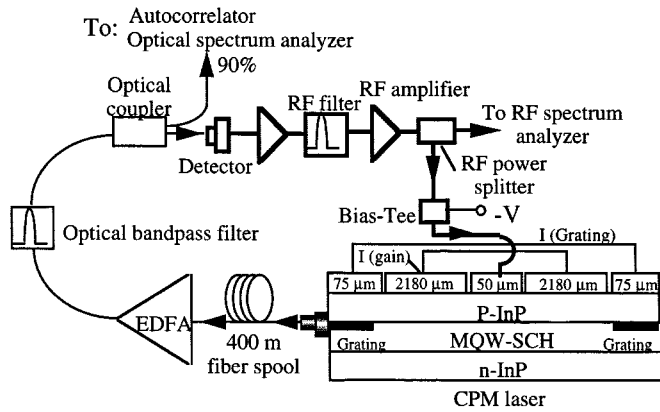 To: Autocorrelator
Optical spectrum analyzer
90%
Optical
coupler
Detector
RF filter
RF amplifier
To RF spectrum
analyzer
RF power
splitter
Bias-Tee
-V
Optical bandpass filter
I (Grating)
I (gain)
75 μm
2180 μm
50 μm
2180 μm
75 μm
P-InP
EDFA
400 m
fiber spool
Grating
MQW-SCH
Grating
n-InP
CPM laser